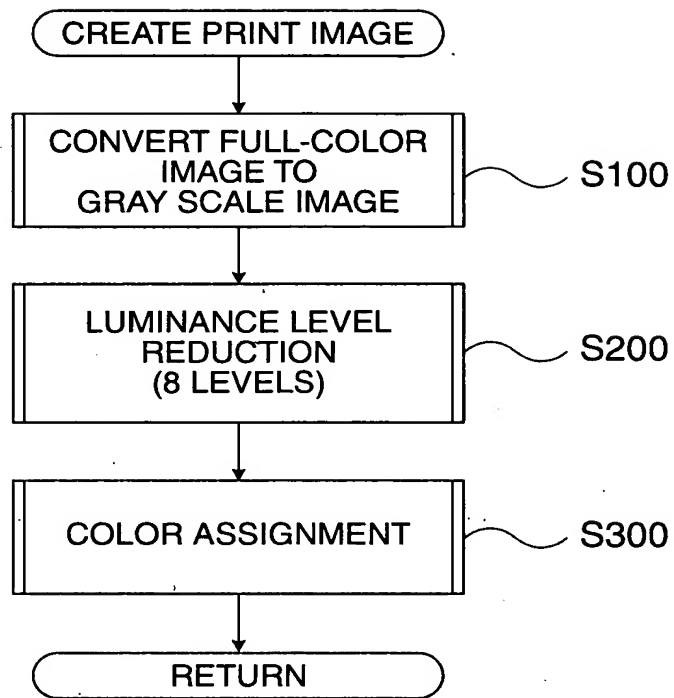 CREATE PRINT IMAGE
CONVERT FULL-COLOR
IMAGE TO
GRAY SCALE IMAGE
S100
LUMINANCE LEVEL
REDUCTION
(8 LEVELS)
S200
COLOR ASSIGNMENT
S300
RETURN